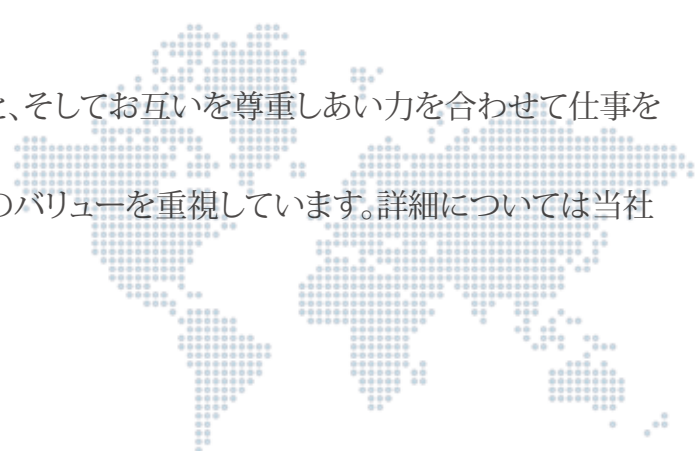 、そしてお互いを尊重しあい力を合わせて仕事を
のバリューを重視しています。詳細については当社